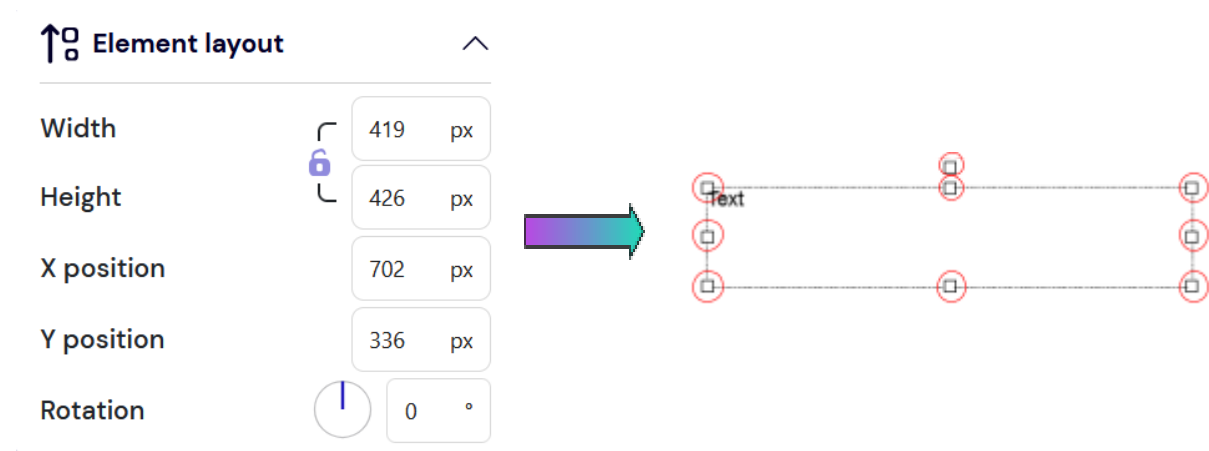 Element layout
Width 419 px
Height 426 px
X position 702 px
Y position 336 px
Rotation 0 °
Text